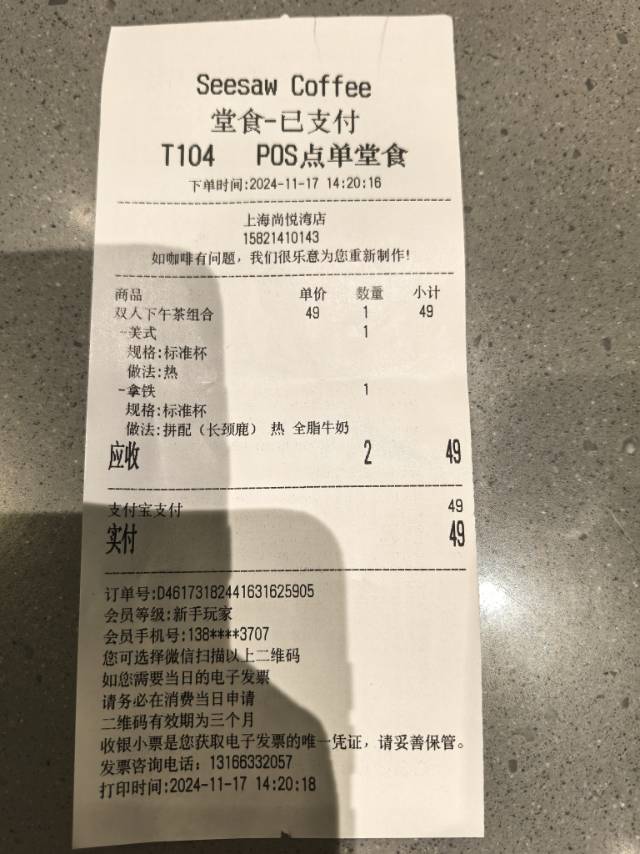 Seesaw Coffee
堂食-已支付
T104 POS点单堂食
下单时间:2024-11-17 14:20:16
上海尚悦湾店
15821410143
如咖啡有问题，我们很乐意为您重新制作!
商品 单价 数量 小计
双人下午茶组合 49 1 49
-美式 1
规格:标准杯
做法:热
-拿铁 1
规格:标准杯
做法:拼配（长颈鹿） 热 全脂牛奶
应收 2 49
支付宝支付 49
实付 49
订单号:D46173182441631625905
会员等级:新手玩家
会员手机号:138****3707
您可选择微信扫描以上二维码
如您需要当日的电子发票
请务必在消费当日申请
二维码有效期为三个月
收银小票是您获取电子发票的唯一凭证，请妥善保管。
发票咨询电话：13166332057
打印时间:2024-11-17 14:20:18